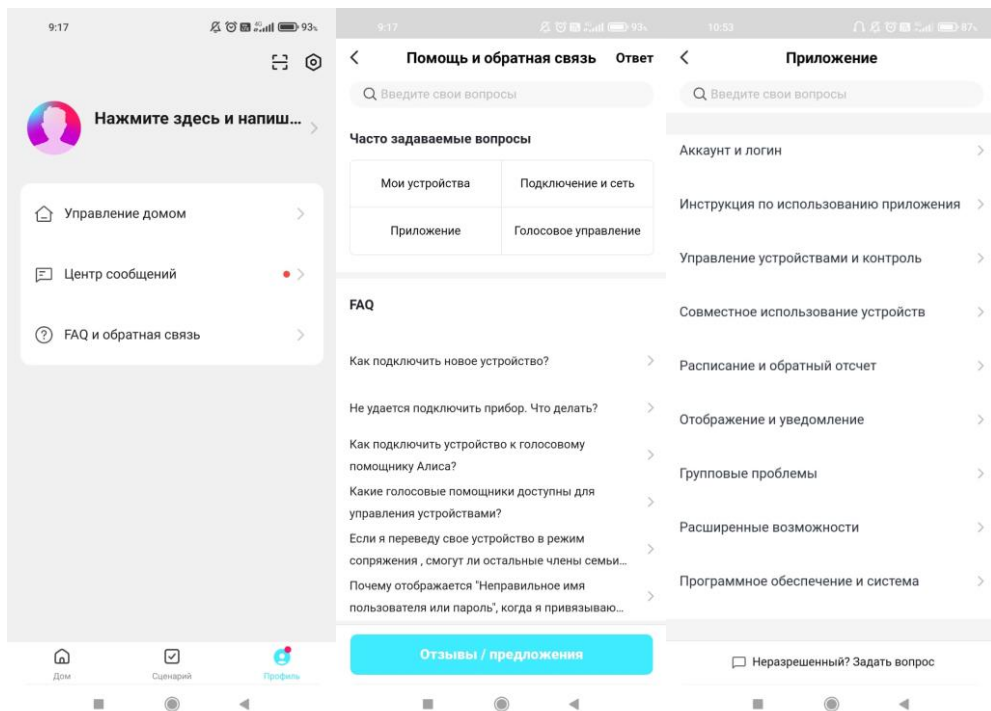 9:17
4G
93%
Нажмите здесь и напиш...
Управление домом
Центр сообщений
FAQ и обратная связь
Дом
Сценарий
Профиль
9:17
93%
Помощь и обратная связь
Ответ
Введите свои вопросы
Часто задаваемые вопросы
Мои устройства
Подключение и сеть
Приложение
Голосовое управление
FAQ
Как подключить новое устройство?
Не удается подключить прибор. Что делать?
Как подключить устройство к голосовому
помощнику Алиса?
Какие голосовые помощники доступны для
управления устройствами?
Если я переведу свое устройство в режим
сопряжения , смогут ли остальные члены семьи...
Почему отображается "Неправильное имя
пользователя или пароль", когда я привязываю...
Отзывы / предложения
10:53
87%
Приложение
Введите свои вопросы
Аккаунт и логин
Инструкция по использованию приложения
Управление устройствами и контроль
Совместное использование устройств
Расписание и обратный отсчет
Отображение и уведомление
Групповые проблемы
Расширенные возможности
Программное обеспечение и система
Неразрешенный? Задать вопрос